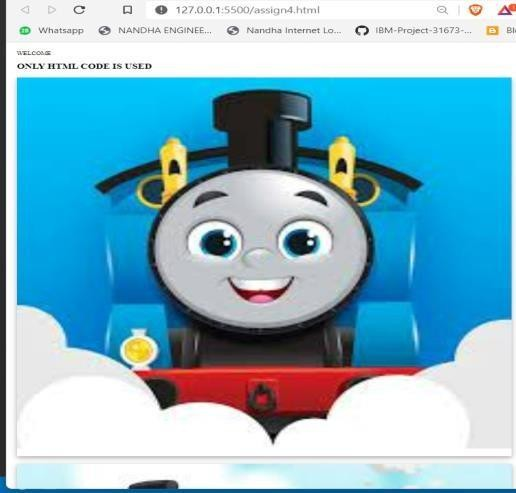 127.0.0.1:5500/assign4.html
Whatsapp NANDHA ENGINEE... Nandha Internet Lo... IBM-Project-31673-... Bl
WELCOME
ONLY HTML CODE IS USED